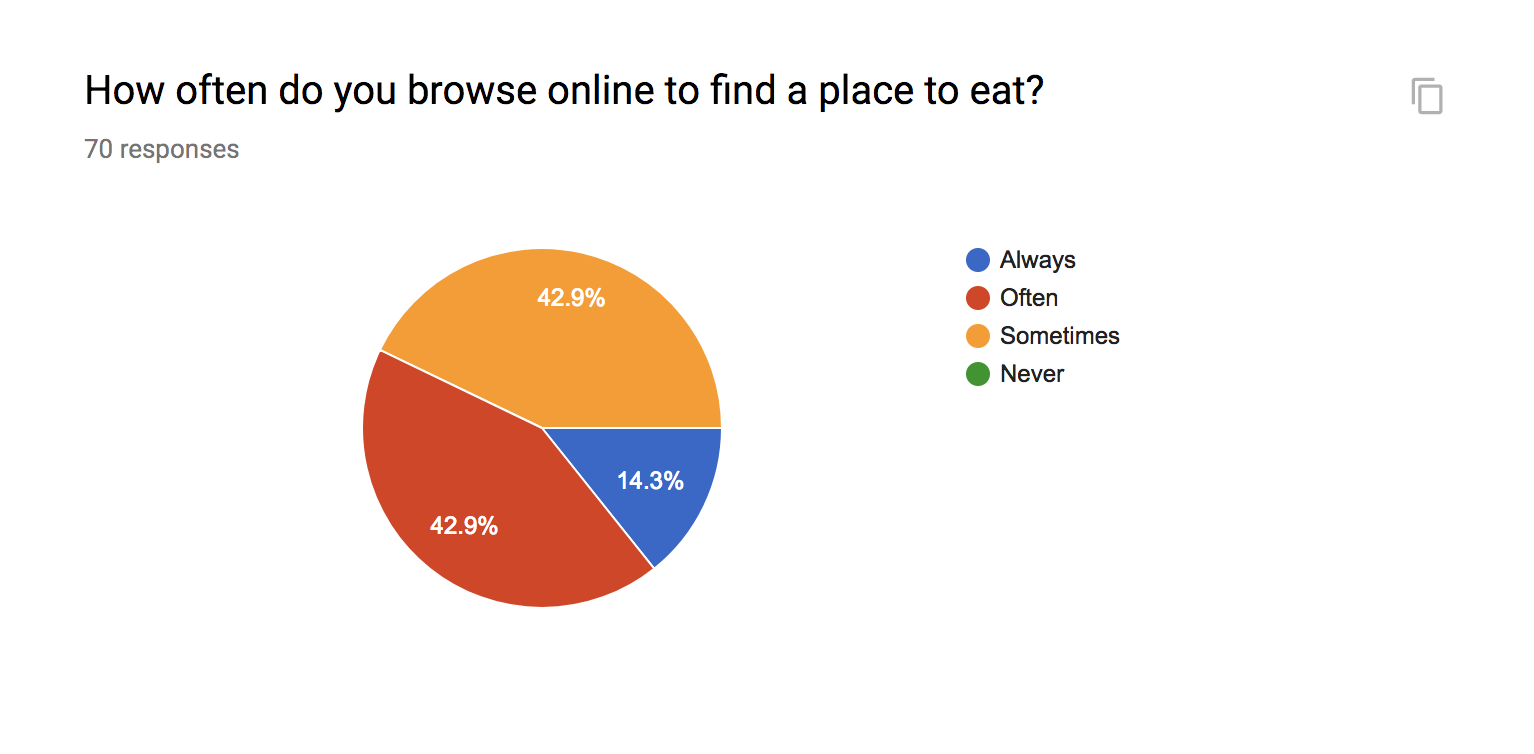 How often do you browse online to find a place to eat?
70 responses
42.9%
14.3%
42.9%
Always
Often
Sometimes
Never